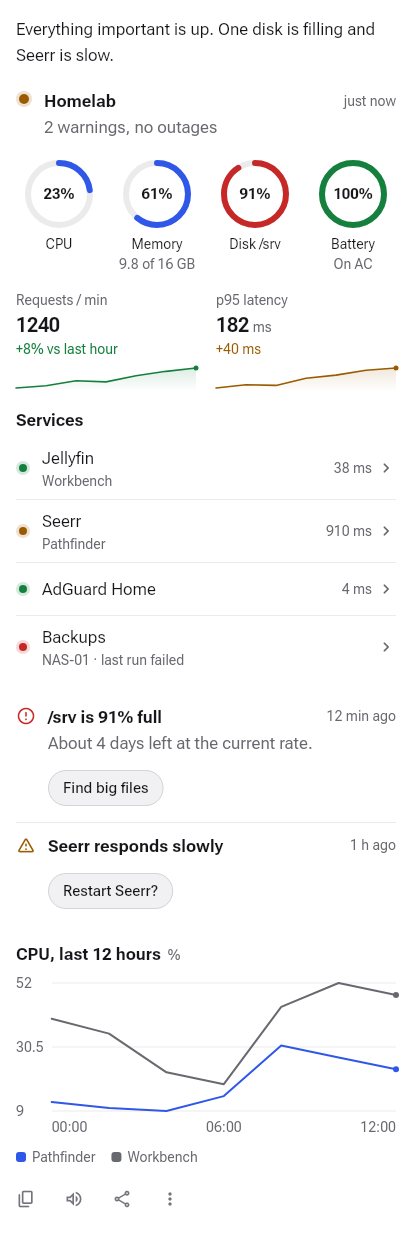 Everything important is up. One disk is filling and
Seerr is slow.
Homelab
just now
2 warnings, no outages
23%
61%
91%
100%
CPU
Memory
Disk /srv
Battery
9.8 of 16 GB
On AC
Requests / min
p95 latency
1240
182 ms
+8% vs last hour
+40 ms
Services
Jellyfin
Workbench
38 ms
Seerr
Pathfinder
910 ms
AdGuard Home
4 ms
Backups
NAS-01 · last run failed
/srv is 91% full
12 min ago
About 4 days left at the current rate.
Find big files
Seerr responds slowly
1 h ago
Restart Seerr?
CPU, last 12 hours %
52
30.5
9
00:00
06:00
12:00
Pathfinder
Workbench